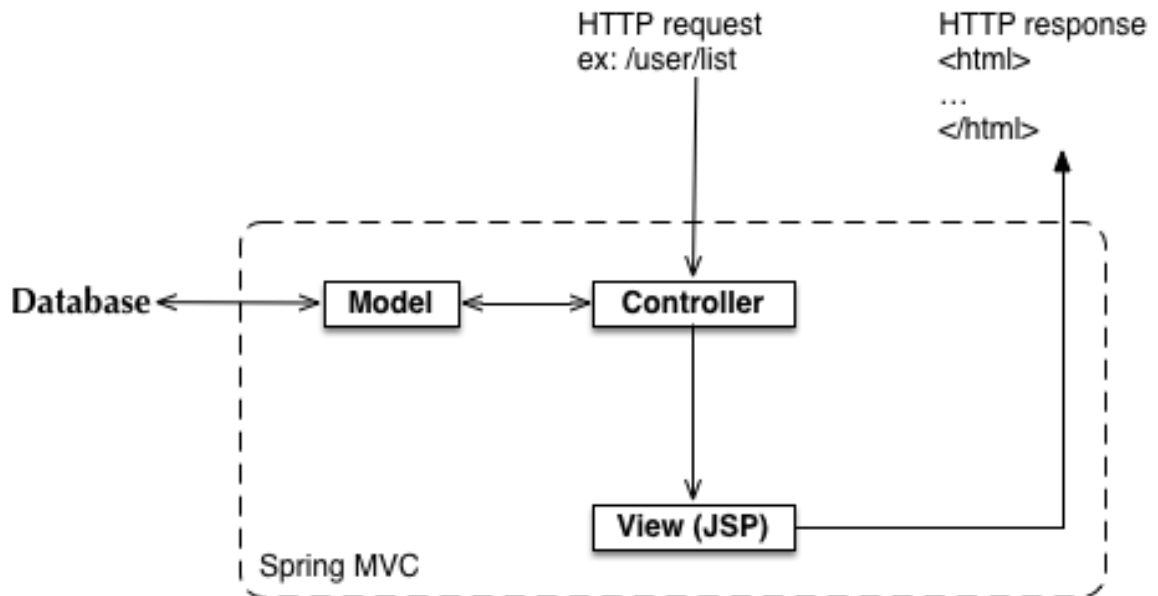 HTTP request
ex: /user/list
HTTP response
<html>
...
</html>
Database
Model
Controller
View (JSP)
Spring MVC